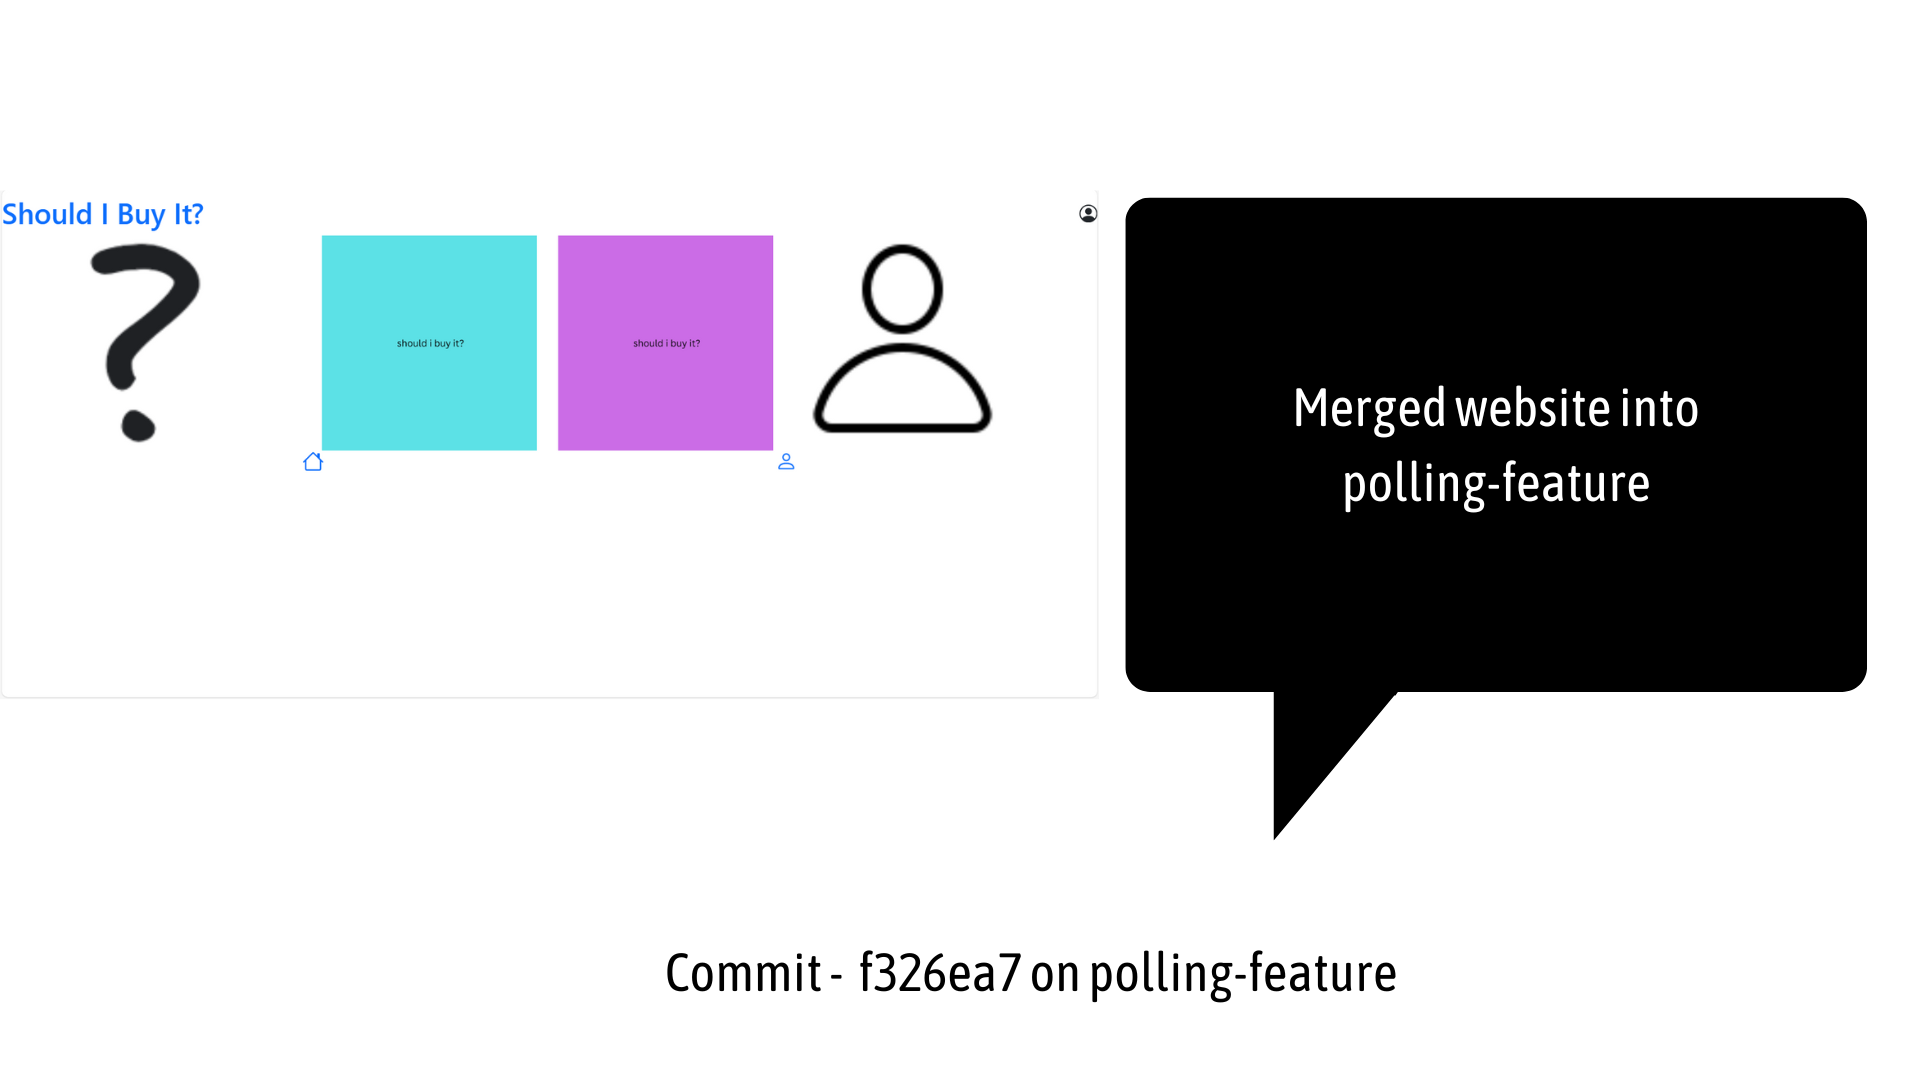 Should I Buy It?
should i buy it?
should i buy it?
Merged website into
polling-feature
Commit - f326ea7 on polling-feature